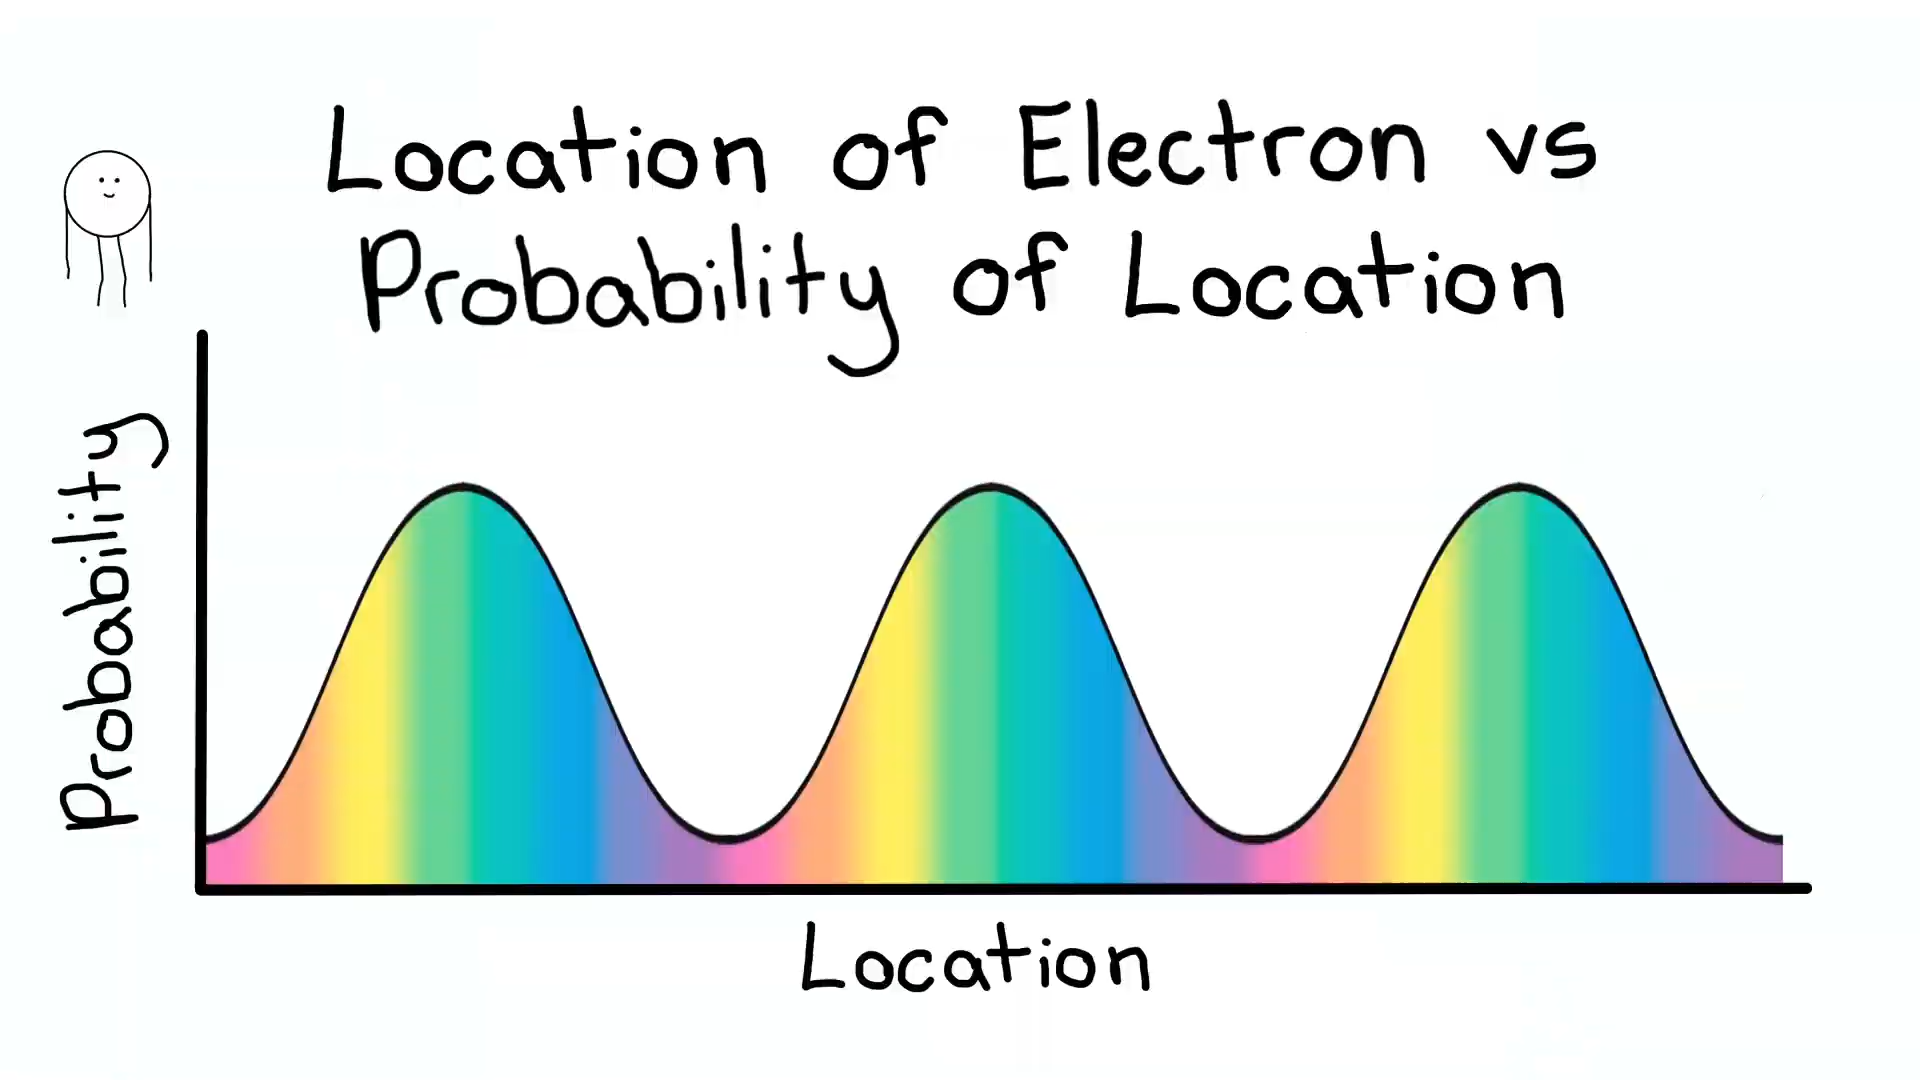 Location of Electron vs
Probability of Location
Probability
Location